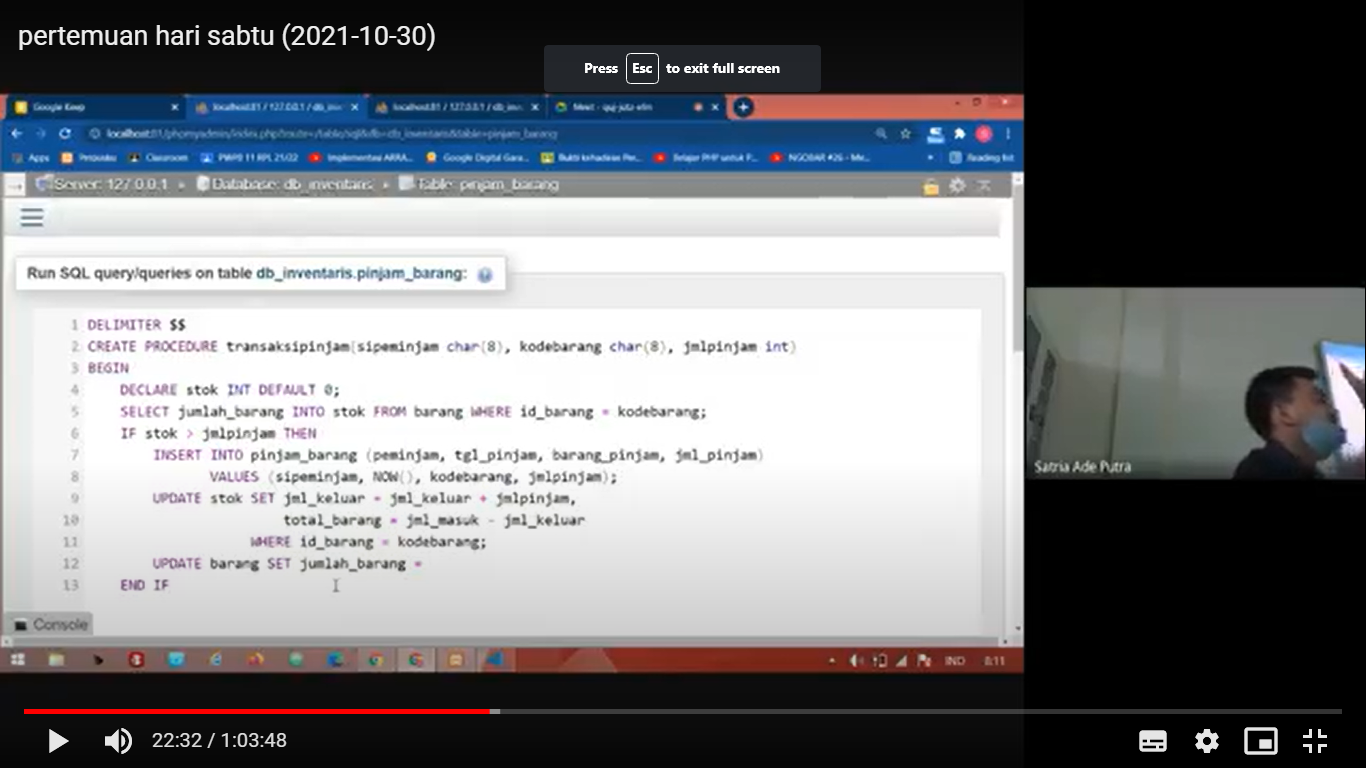 pertemuan hari sabtu (2021-10-30)
Press Esc to exit full screen
Google Keep
localhost:81 / 127.0.0.1 / db_inv
localhost:81 / 127.0.0.1 / db_inv
Meet -
localhost:81/phpmyadmin/index.php?route=/table/sql&db=db_inventaris&table=pinjam_barang
Apps
Classroom
PWPB 11 RPL 21/22
Implementasi ARRA...
Google Digital Gara...
Bukti kehadiran Pe...
Belajar PHP untuk P...
NGOBAR #26 - Me...
Reading list
Server: 127.0.0.1 » Database: db_inventaris » Table: pinjam_barang
Run SQL query/queries on table db_inventaris.pinjam_barang:
1 DELIMITER $$
2 CREATE PROCEDURE transaksipinjam(sipeminjam char(8), kodebarang char(8), jmlpinjam int)
3 BEGIN
4 DECLARE stok INT DEFAULT 0;
5 SELECT jumlah_barang INTO stok FROM barang WHERE id_barang = kodebarang;
6 IF stok > jmlpinjam THEN
7 INSERT INTO pinjam_barang (peminjam, tgl_pinjam, barang_pinjam, jml_pinjam)
8 VALUES (sipeminjam, NOW(), kodebarang, jmlpinjam);
9 UPDATE stok SET jml_keluar = jml_keluar + jmlpinjam,
10 total_barang = jml_masuk - jml_keluar
11 WHERE id_barang = kodebarang;
12 UPDATE barang SET jumlah_barang =
13 END IF
Console
IND 8:11
Satria Ade Putra
22:32 / 1:03:48